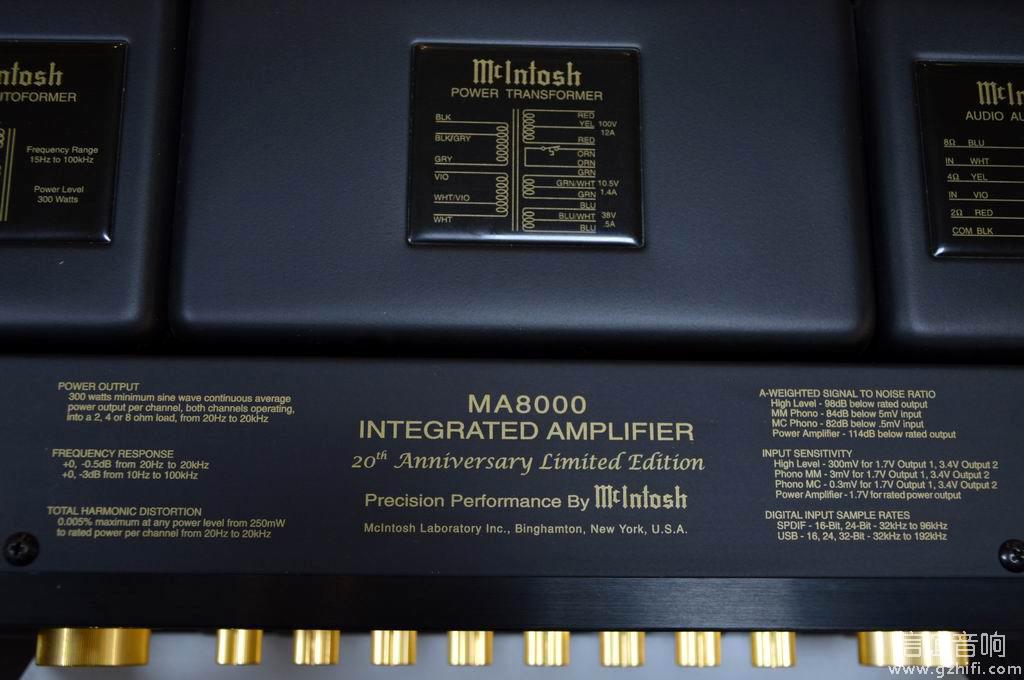 ntosh
UTOFORMER
Frequency Range
15Hz to 100kHz
Power Level
300 Watts
McIntosh
POWER TRANSFORMER
BLK
BLK/GRY
GRY
VIO
WHT/VIO
WHT
RED
YEL 100V
12A
RED
ORN
ORN
GRN
GRN/WHT 10.5V
GRN 1.4A
BLU
BLU/WHT 38V
BLU .5A
McIn
AUDIO AU
8Ω BLU
IN WHT
4Ω YEL
IN VIO
2Ω RED
COM BLK
POWER OUTPUT
300 watts minimum sine wave continuous average
power output per channel, both channels operating,
into a 2, 4 or 8 ohm load, from 20Hz to 20kHz
FREQUENCY RESPONSE
+0, -0.5dB from 20Hz to 20kHz
+0, -3dB from 10Hz to 100kHz
TOTAL HARMONIC DISTORTION
0.005% maximum at any power level from 250mW
to rated power per channel from 20Hz to 20kHz
MA8000
INTEGRATED AMPLIFIER
20th Anniversary Limited Edition
Precision Performance By McIntosh
McIntosh Laboratory Inc., Binghamton, New York, U.S.A.
A-WEIGHTED SIGNAL TO NOISE RATIO
High Level - 98dB below rated output
MM Phono - 84dB below 5mV input
MC Phono - 82dB below .5mV input
Power Amplifier - 114dB below rated output
INPUT SENSITIVITY
High Level - 300mV for 1.7V Output 1, 3.4V Output 2
Phono MM - 3mV for 1.7V Output 1, 3.4V Output 2
Phono MC - 0.3mV for 1.7V Output 1, 3.4V Output 2
Power Amplifier - 1.7V for rated power output
DIGITAL INPUT SAMPLE RATES
SPDIF - 16-Bit, 24-Bit - 32kHz to 96kHz
USB - 16, 24, 32-Bit - 32kHz to 192kHz
音响
www.gzhifi.com